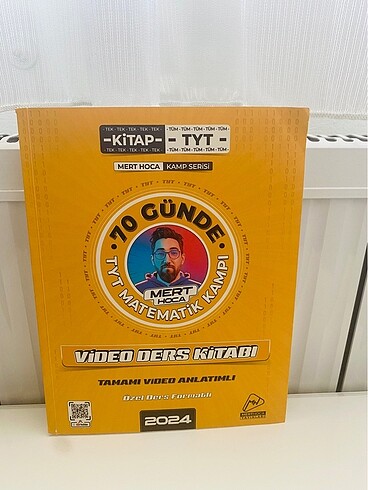 - TEK - TEK - TEK - TEK - TEK -
-KİTAP-
- TEK - TEK - TEK - TEK - TEK -
- TÜM - TÜM - TÜM - TÜM - TÜM -
- TYT -
- TÜM - TÜM - TÜM - TÜM - TÜM -
MERT HOCA KAMP SERİSİ
70 GÜNDE
TYT MATEMATİK KAMPI
MERT
HOCA
VİDEO DERS KİTABI
TAMAMI VİDEO ANLATIMLI
Özel Ders Formatlı
2024